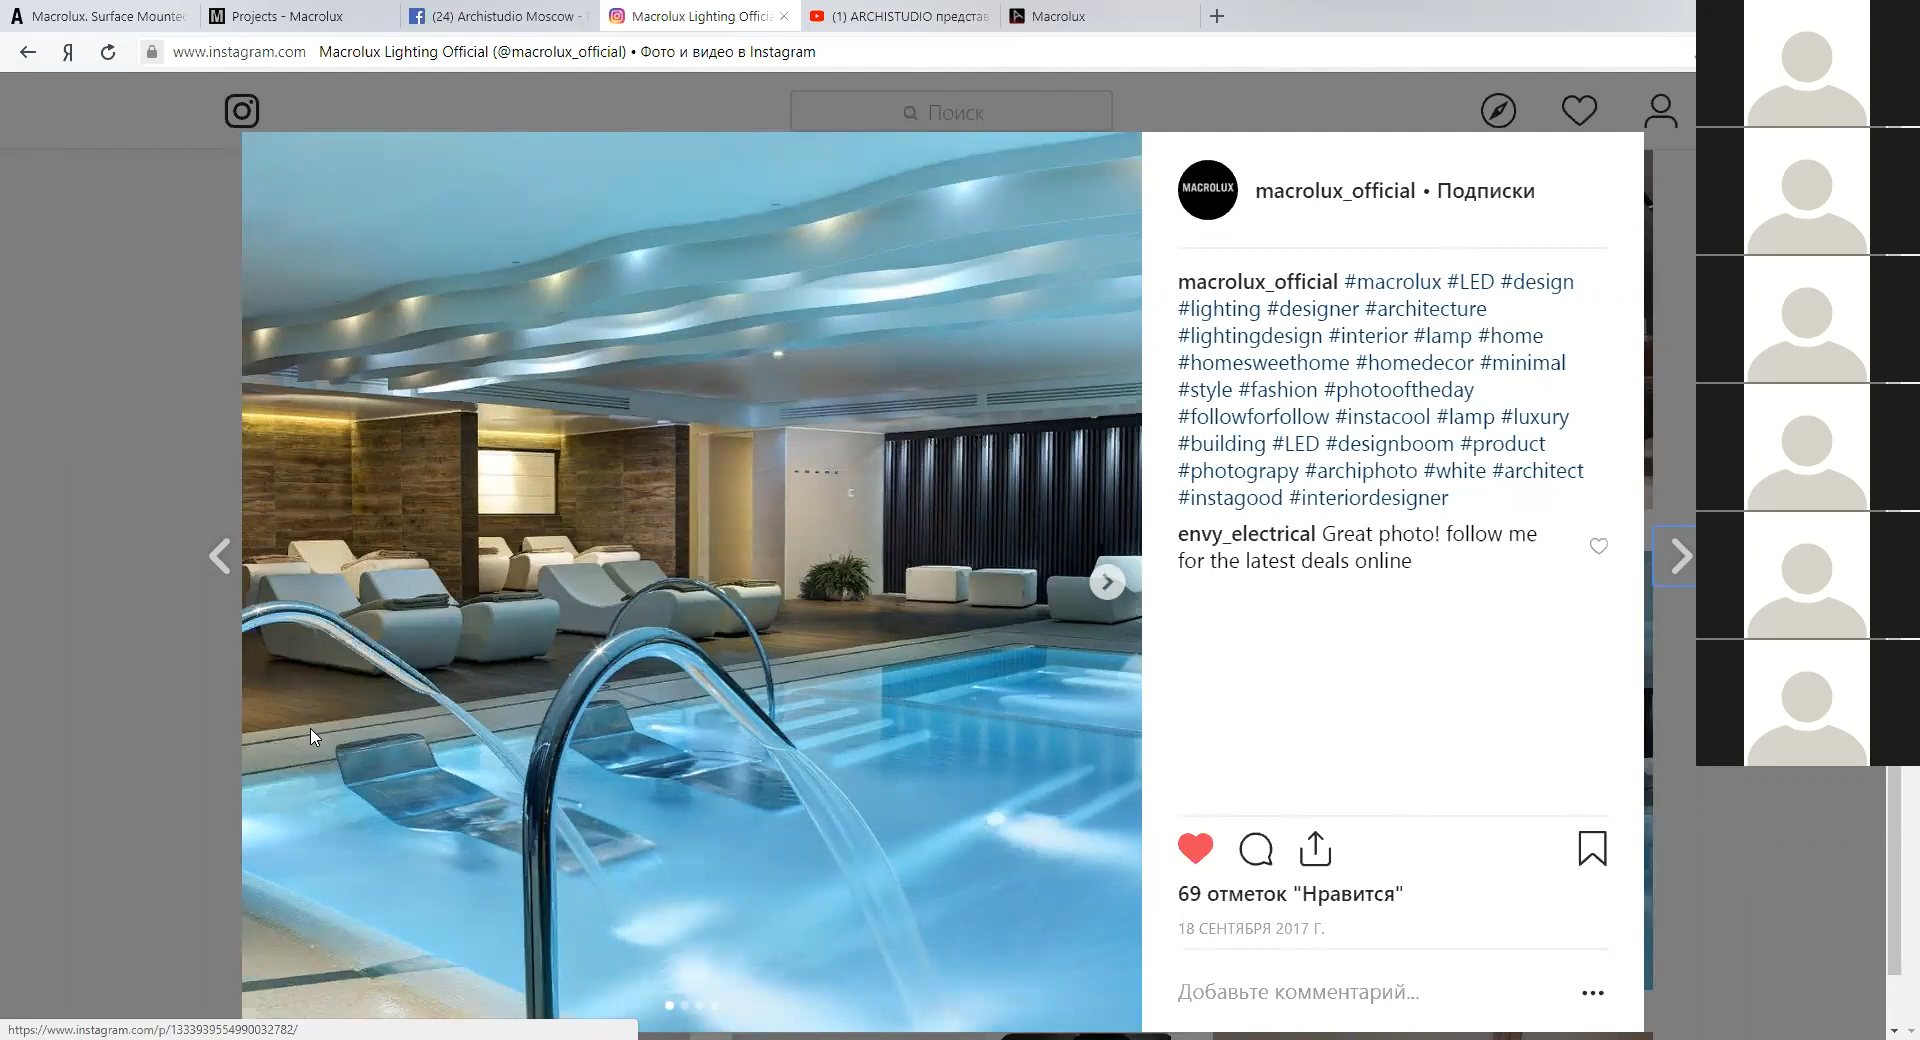 Macrolux. Surface Mounted
Projects - Macrolux
(24) Archistudio Moscow -
Macrolux Lighting Officia
(1) ARCHISTUDIO представ
Macrolux
Я
www.instagram.com Macrolux Lighting Official (@macrolux_official) • Фото и видео в Instagram
Поиск
MACROLUX
macrolux_official • Подписки
macrolux_official #macrolux #LED #design
#lighting #designer #architecture
#lightingdesign #interior #lamp #home
#homesweethome #homedecor #minimal
#style #fashion #photooftheday
#followforfollow #instacool #lamp #luxury
#building #LED #designboom #product
#photograpy #archiphoto #white #architect
#instagood #interiordesigner
envy_electrical Great photo! follow me
for the latest deals online
69 отметок "Нравится"
18 СЕНТЯБРЯ 2017 Г.
Добавьте комментарий...
https://www.instagram.com/p/1333939554990032782/